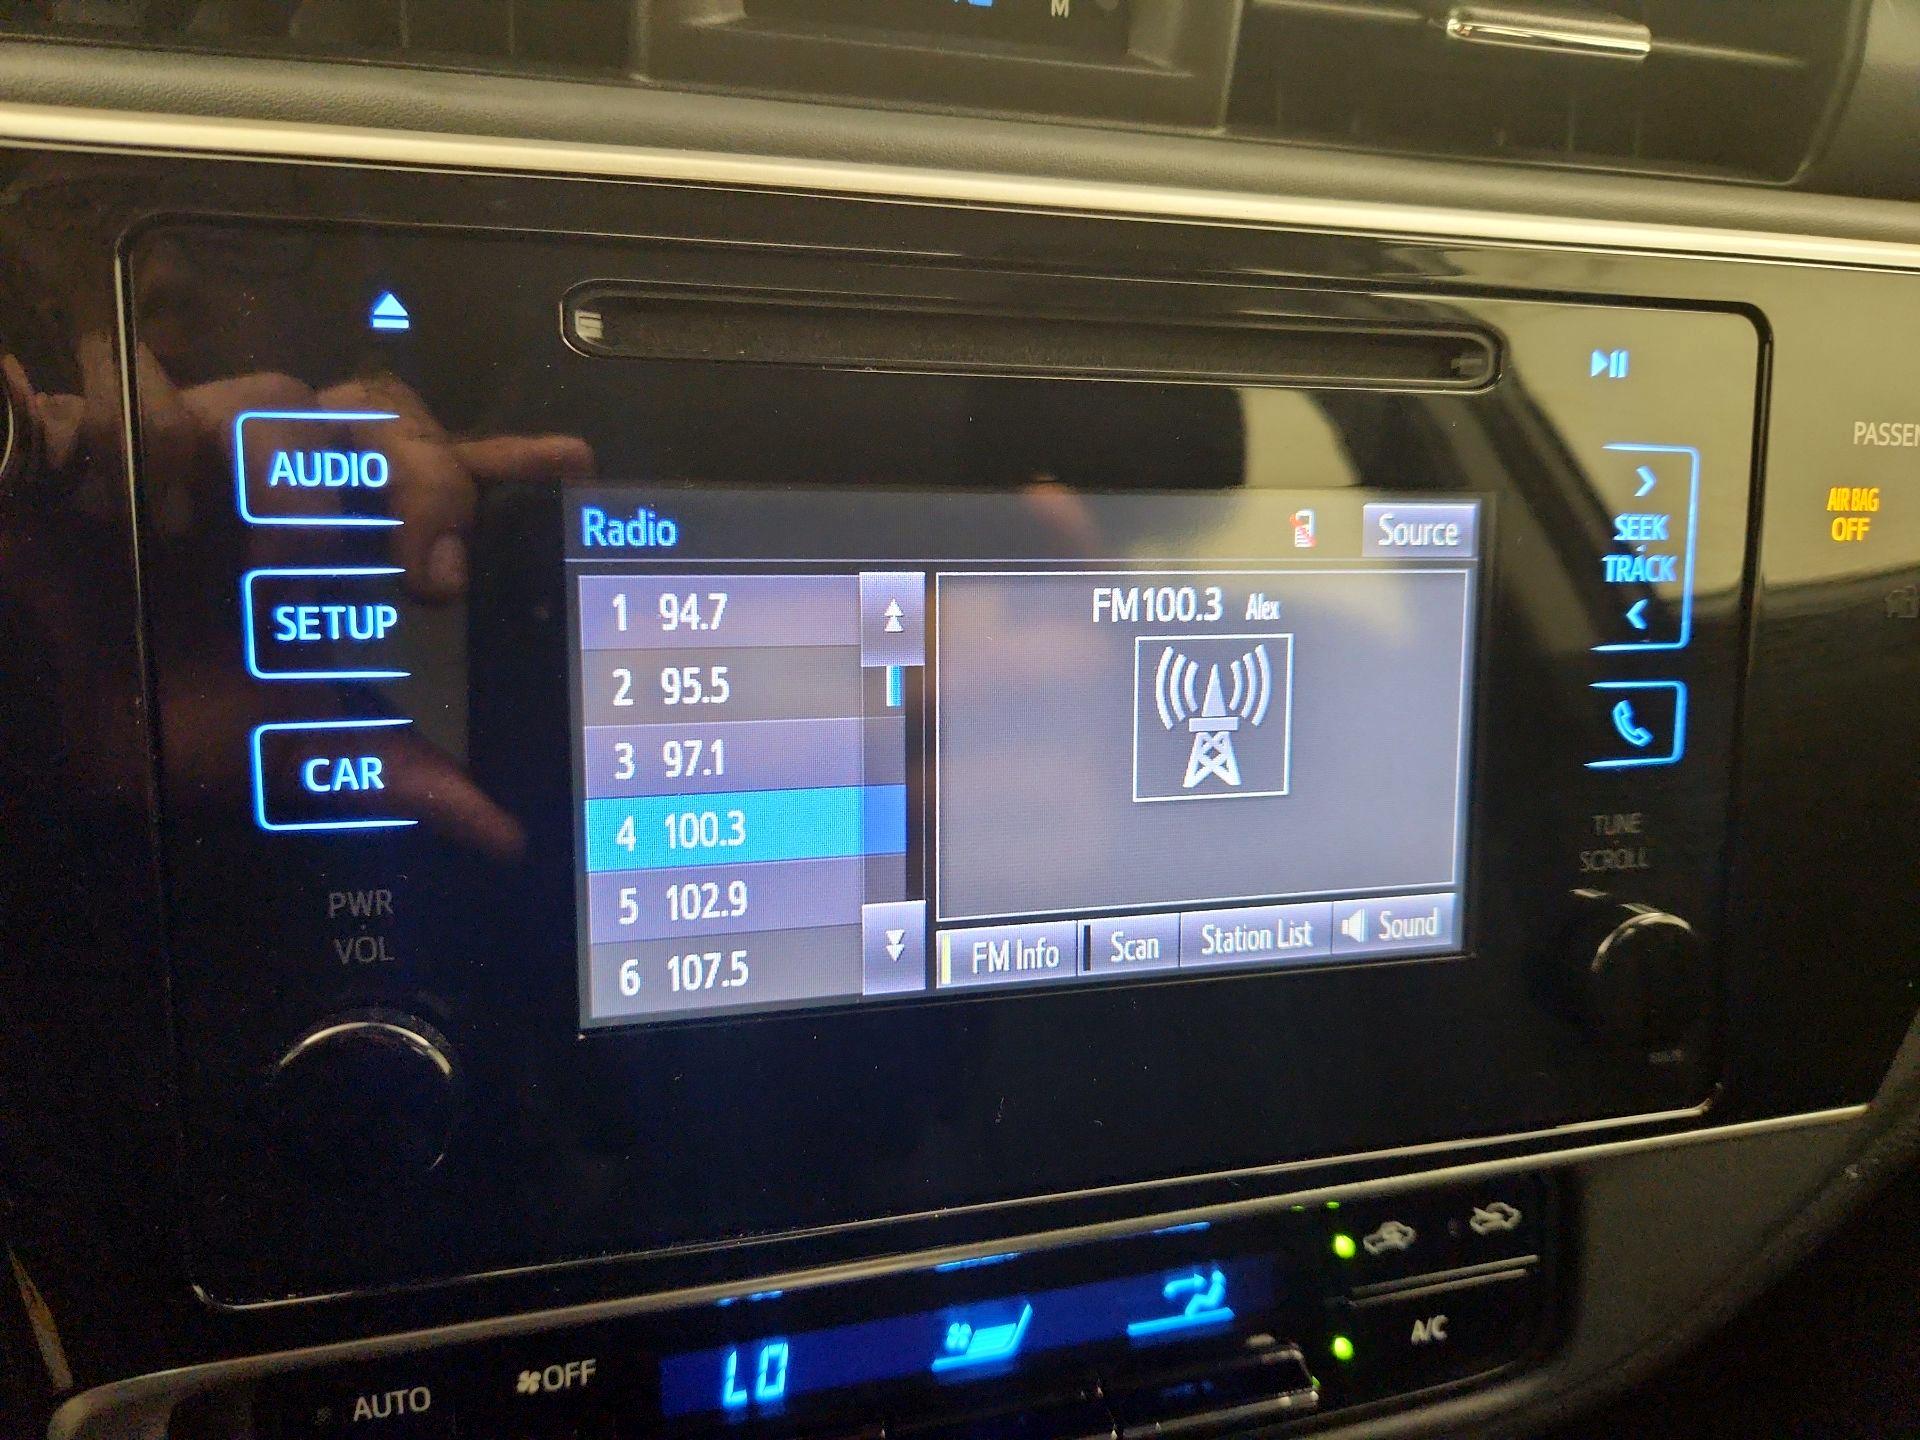 M
PASSEN
AIR BAG
OFF
AUDIO
SETUP
CAR
PWR
VOL
Radio
Source
1 94.7
2 95.5
3 97.1
4 100.3
5 102.9
6 107.5
FM100.3 Alex
FM Info
Scan
Station List
Sound
SEEK
TRACK
TUNE
SCROLL
AUTO
OFF
LO
A/C